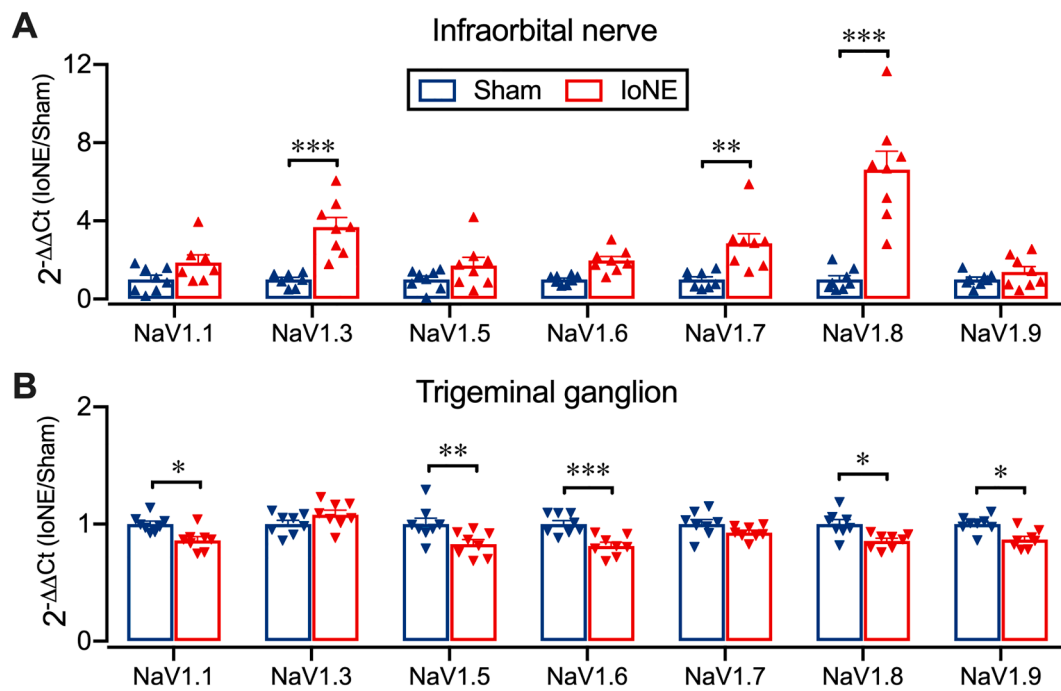 A
Infraorbital nerve
2-ΔΔCt (IoNE/Sham)
12
8
4
0
Sham IoNE
***
***
**
***
NaV1.1 NaV1.3 NaV1.5 NaV1.6 NaV1.7 NaV1.8 NaV1.9
B
Trigeminal ganglion
2-ΔΔCt (IoNE/Sham)
2
1
0
*
**
***
*
*
NaV1.1 NaV1.3 NaV1.5 NaV1.6 NaV1.7 NaV1.8 NaV1.9